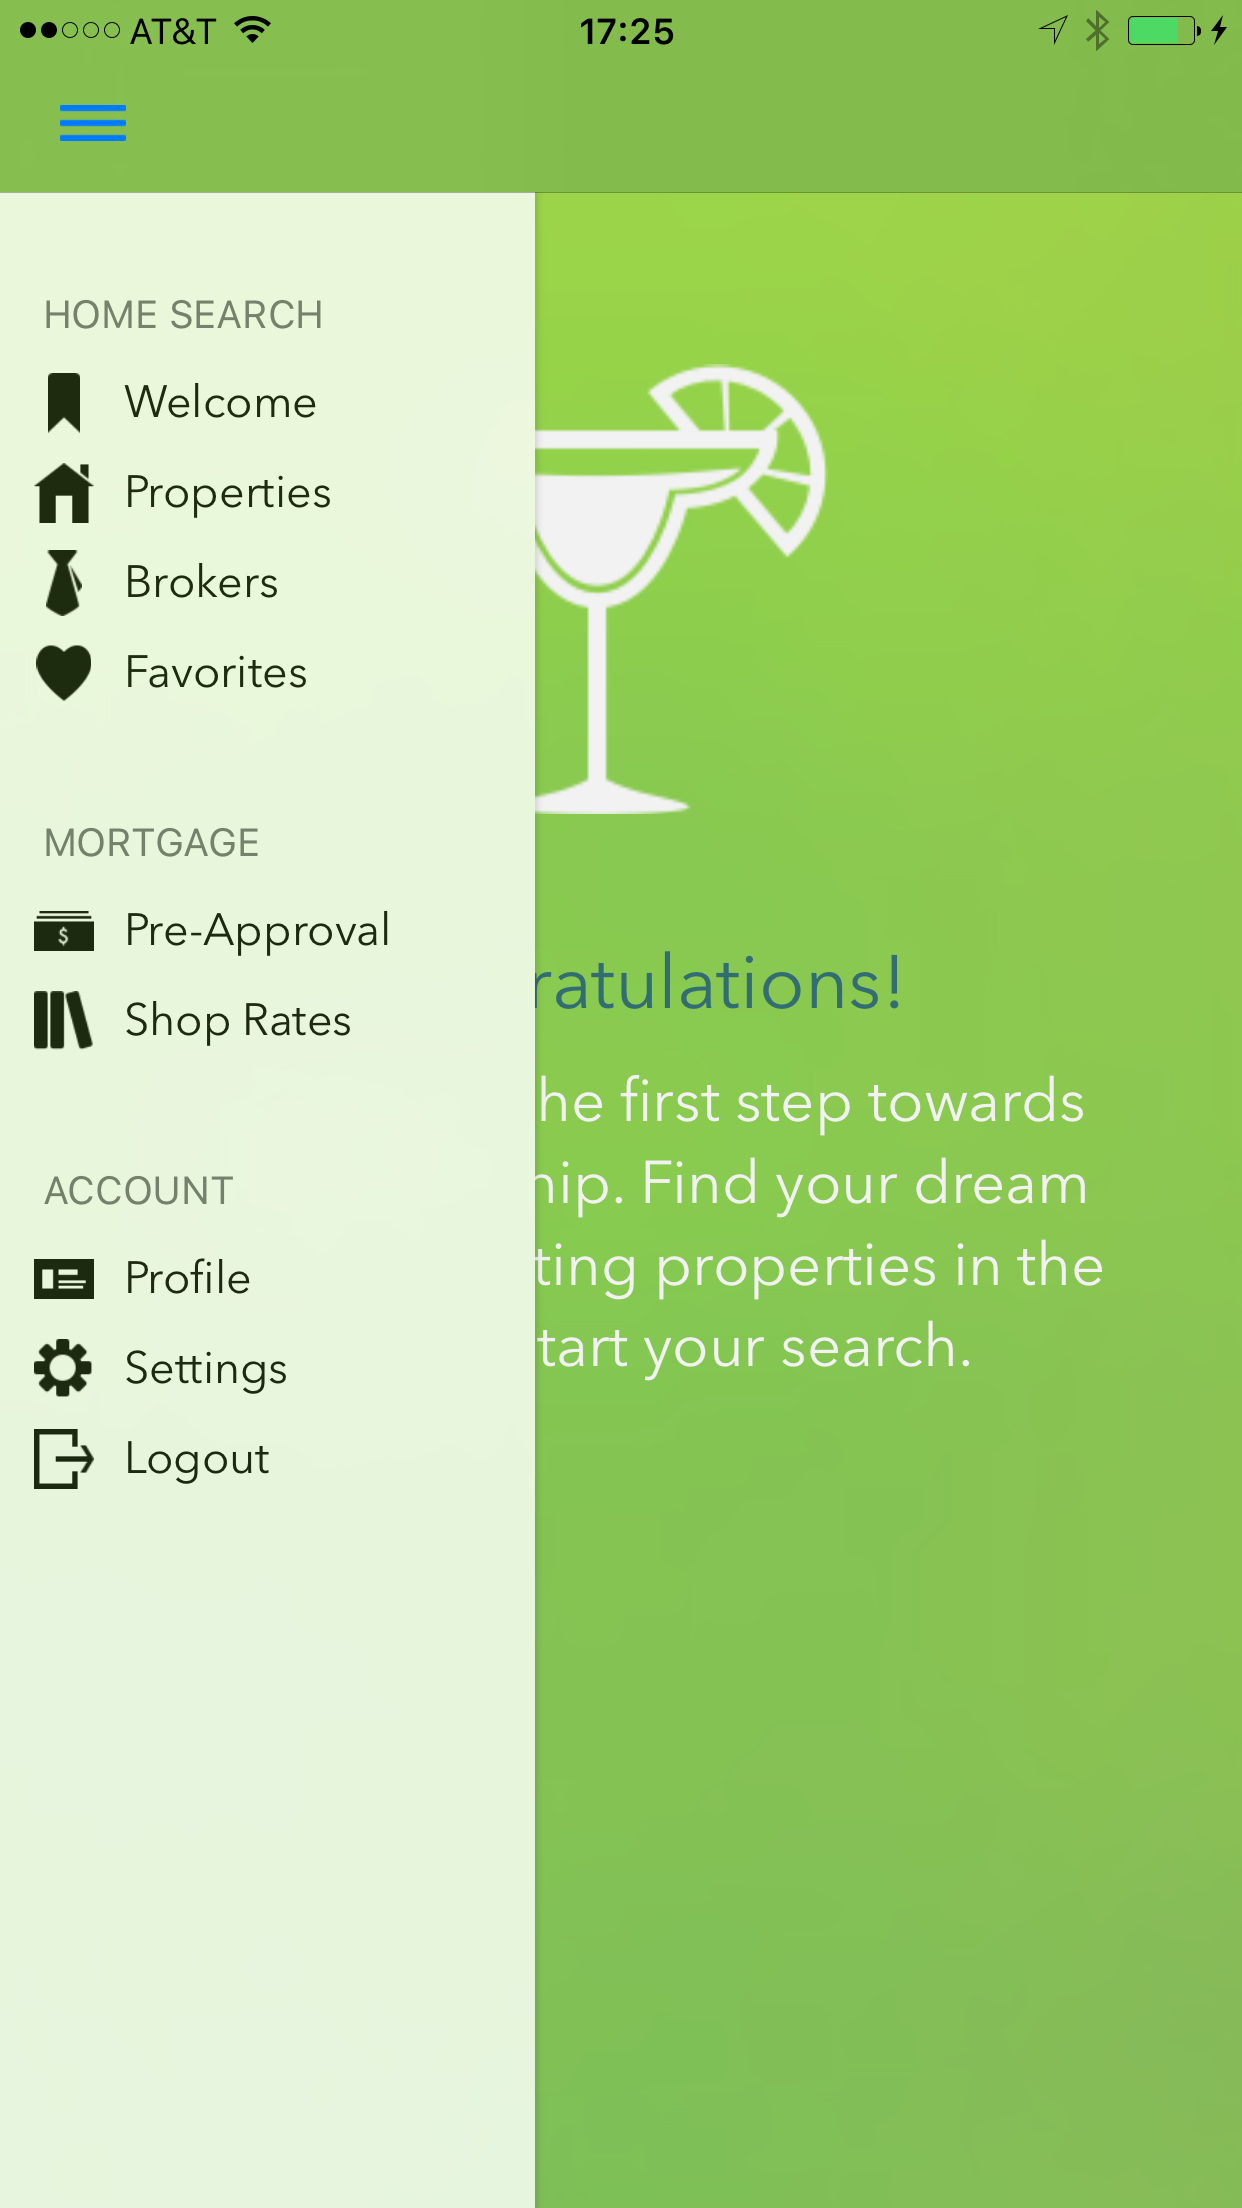 AT&T 17:25
HOME SEARCH
Welcome
Properties
Brokers
Favorites
MORTGAGE
$
Pre-Approval
ratulations!
Shop Rates
he first step towards
ACCOUNT
hip. Find your dream
Profile
ting properties in the
Settings
tart your search.
Logout